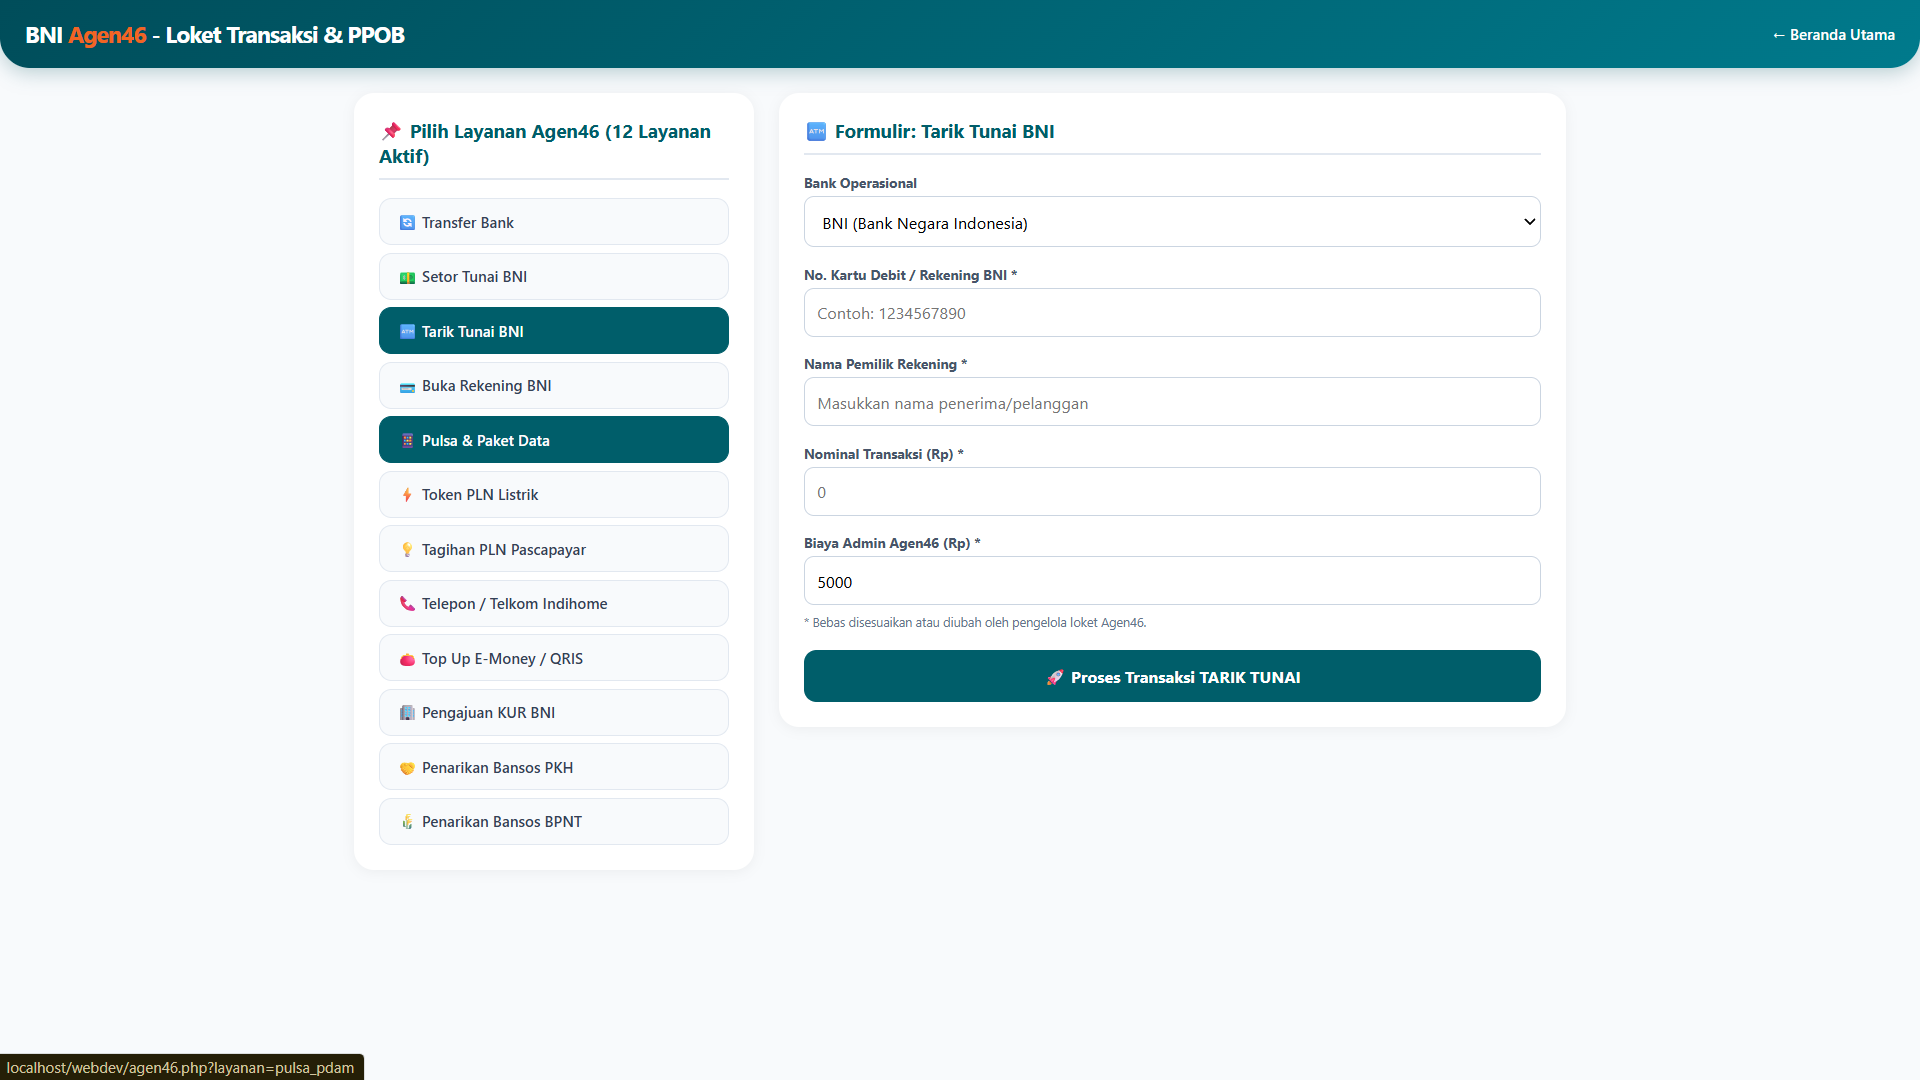 BNI Agen46 - Loket Transaksi & PPOB
← Beranda Utama
📌 Pilih Layanan Agen46 (12 Layanan
Aktif)
🔄 Transfer Bank
💵 Setor Tunai BNI
🏧 Tarik Tunai BNI
💳 Buka Rekening BNI
📱 Pulsa & Paket Data
⚡ Token PLN Listrik
💡 Tagihan PLN Pascapayar
📞 Telepon / Telkom Indihome
👛 Top Up E-Money / QRIS
🏢 Pengajuan KUR BNI
🤝 Penarikan Bansos PKH
🌾 Penarikan Bansos BPNT
🏧 Formulir: Tarik Tunai BNI
Bank Operasional
BNI (Bank Negara Indonesia)
No. Kartu Debit / Rekening BNI *
Contoh: 1234567890
Nama Pemilik Rekening *
Masukkan nama penerima/pelanggan
Nominal Transaksi (Rp) *
0
Biaya Admin Agen46 (Rp) *
5000
* Bebas disesuaikan atau diubah oleh pengelola loket Agen46.
🚀 Proses Transaksi TARIK TUNAI
localhost/webdev/agen46.php?layanan=pulsa_pdam